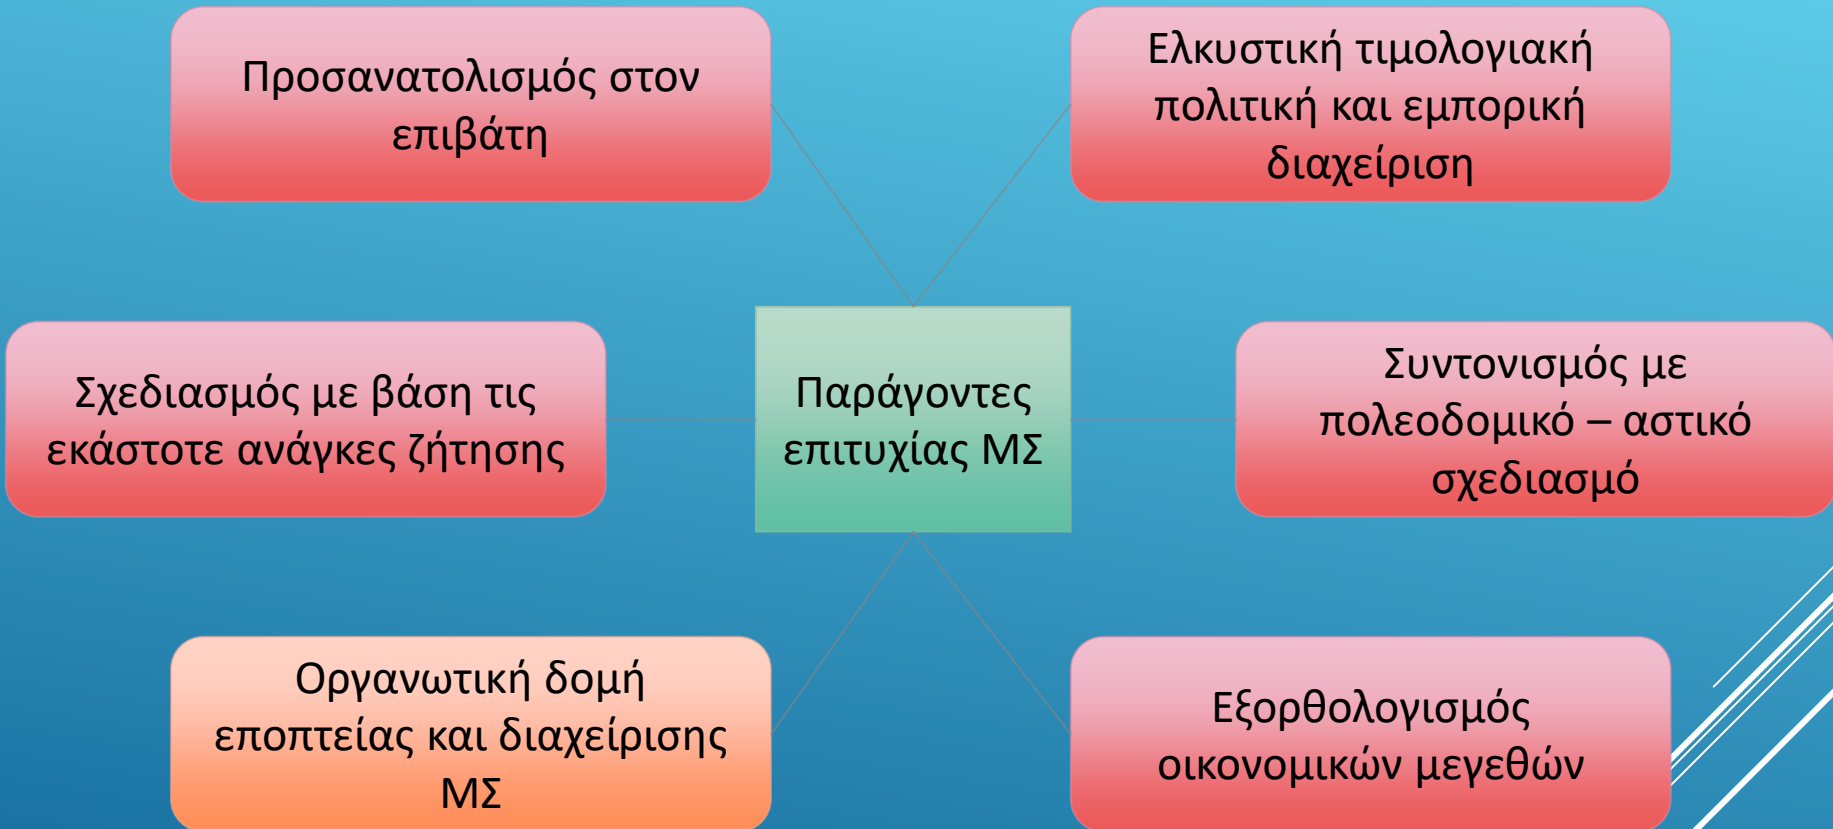 Προσανατολισμός στον
επιβάτη
Ελκυστική τιμολογιακή
πολιτική και εμπορική
διαχείριση
Σχεδιασμός με βάση τις
εκάστοτε ανάγκες ζήτησης
Παράγοντες
επιτυχίας ΜΣ
Συντονισμός με
πολεοδομικό – αστικό
σχεδιασμό
Οργανωτική δομή
εποπτείας και διαχείρισης
ΜΣ
Εξορθολογισμός
οικονομικών μεγεθών